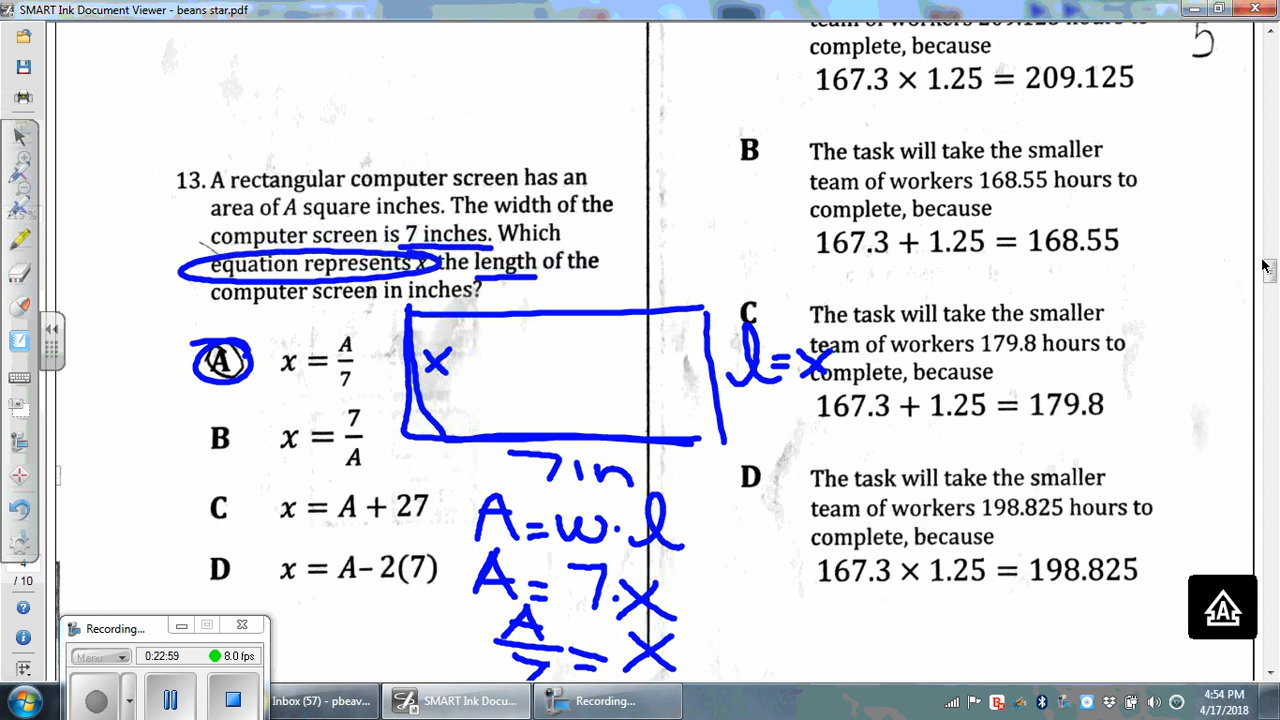 SMART Ink Document Viewer - beans star.pdf
13. A rectangular computer screen has an
area of A square inches. The width of the
computer screen is 7 inches. Which
equation represents x the length of the
computer screen in inches?
A x = A/7
B x = 7/A
C x = A + 27
D x = A – 2(7)
x
l = x
7 in
A = w · l
A = 7 · x
A/7 = x
5
complete, because
167.3 × 1.25 = 209.125
B The task will take the smaller
team of workers 168.55 hours to
complete, because
167.3 + 1.25 = 168.55
C The task will take the smaller
team of workers 179.8 hours to
complete, because
167.3 + 1.25 = 179.8
D The task will take the smaller
team of workers 198.825 hours to
complete, because
167.3 × 1.25 = 198.825
A
4
/ 10
Recording...
Menu
0:22:59
8.0 fps
Inbox (57) - pbeav...
SMART Ink Docu...
Recording...
4:54 PM
4/17/2018